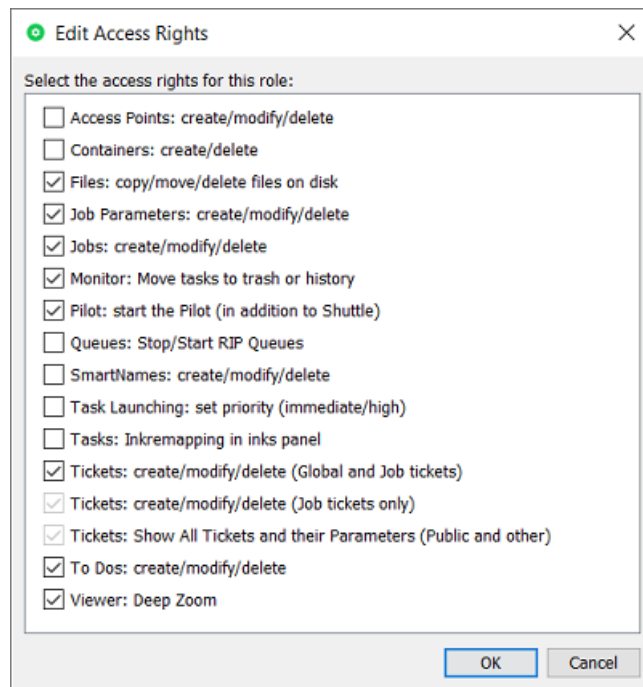 Edit Access Rights
Select the access rights for this role:
Access Points: create/modify/delete
Containers: create/delete
Files: copy/move/delete files on disk
Job Parameters: create/modify/delete
Jobs: create/modify/delete
Monitor: Move tasks to trash or history
Pilot: start the Pilot (in addition to Shuttle)
Queues: Stop/Start RIP Queues
SmartNames: create/modify/delete
Task Launching: set priority (immediate/high)
Tasks: Inkremapping in inks panel
Tickets: create/modify/delete (Global and Job tickets)
Tickets: create/modify/delete (Job tickets only)
Tickets: Show All Tickets and their Parameters (Public and other)
To Dos: create/modify/delete
Viewer: Deep Zoom
OK Cancel